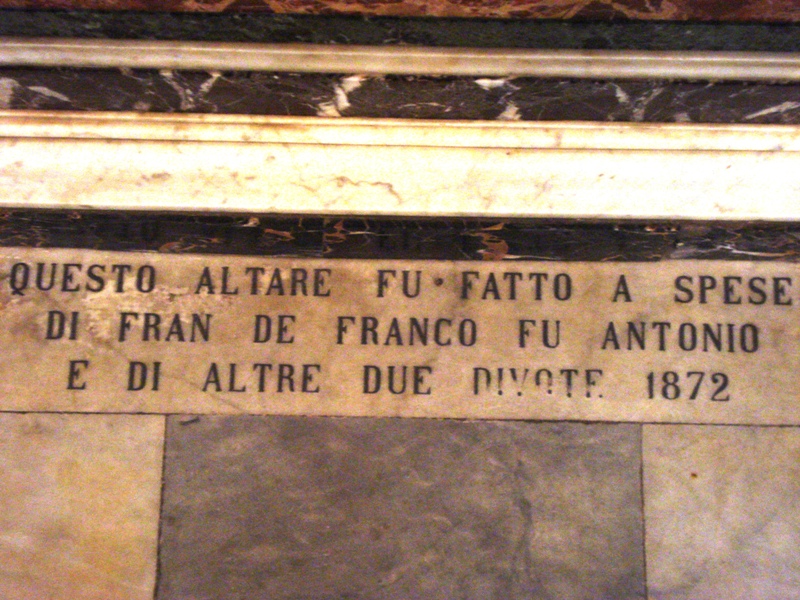 QUESTO ALTARE FU·FATTO A SPESE
DI FRAN DE FRANCO FU ANTONIO
E DI ALTRE DUE DIVOTE 1872